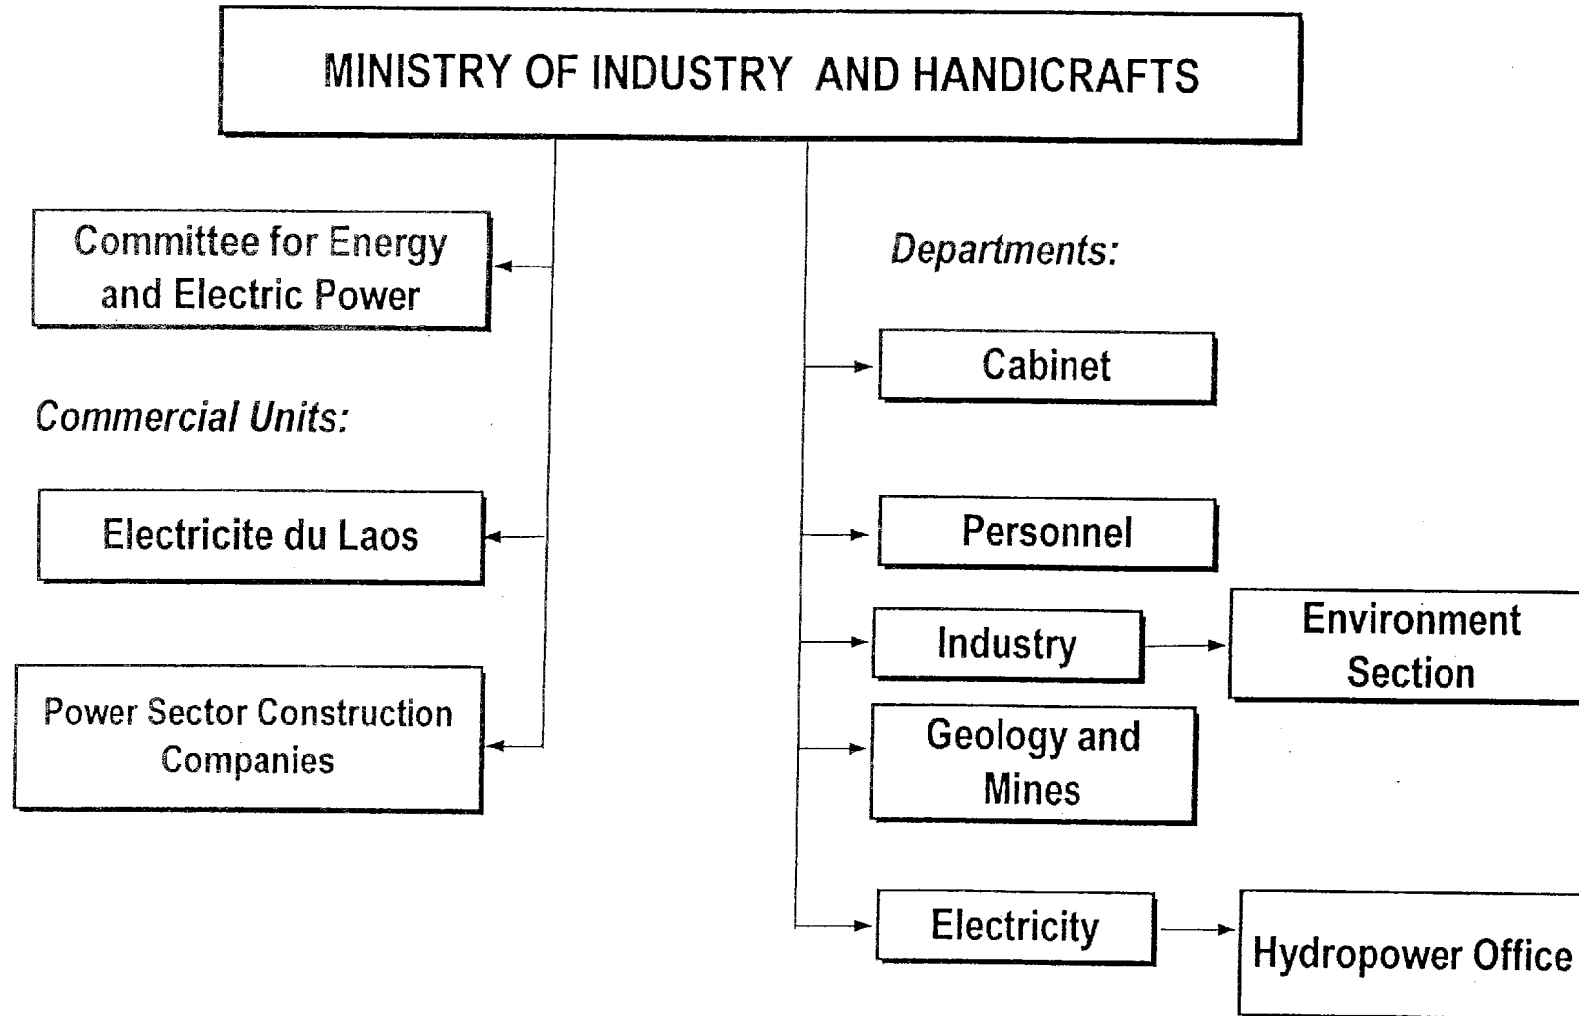 MINISTRY OF INDUSTRY AND HANDICRAFTS
Committee for Energy
and Electric Power
Commercial Units:
Electricite du Laos
Power Sector Construction
Companies
Departments:
Cabinet
Personnel
Industry
Environment
Section
Geology and
Mines
Electricity
Hydropower Office